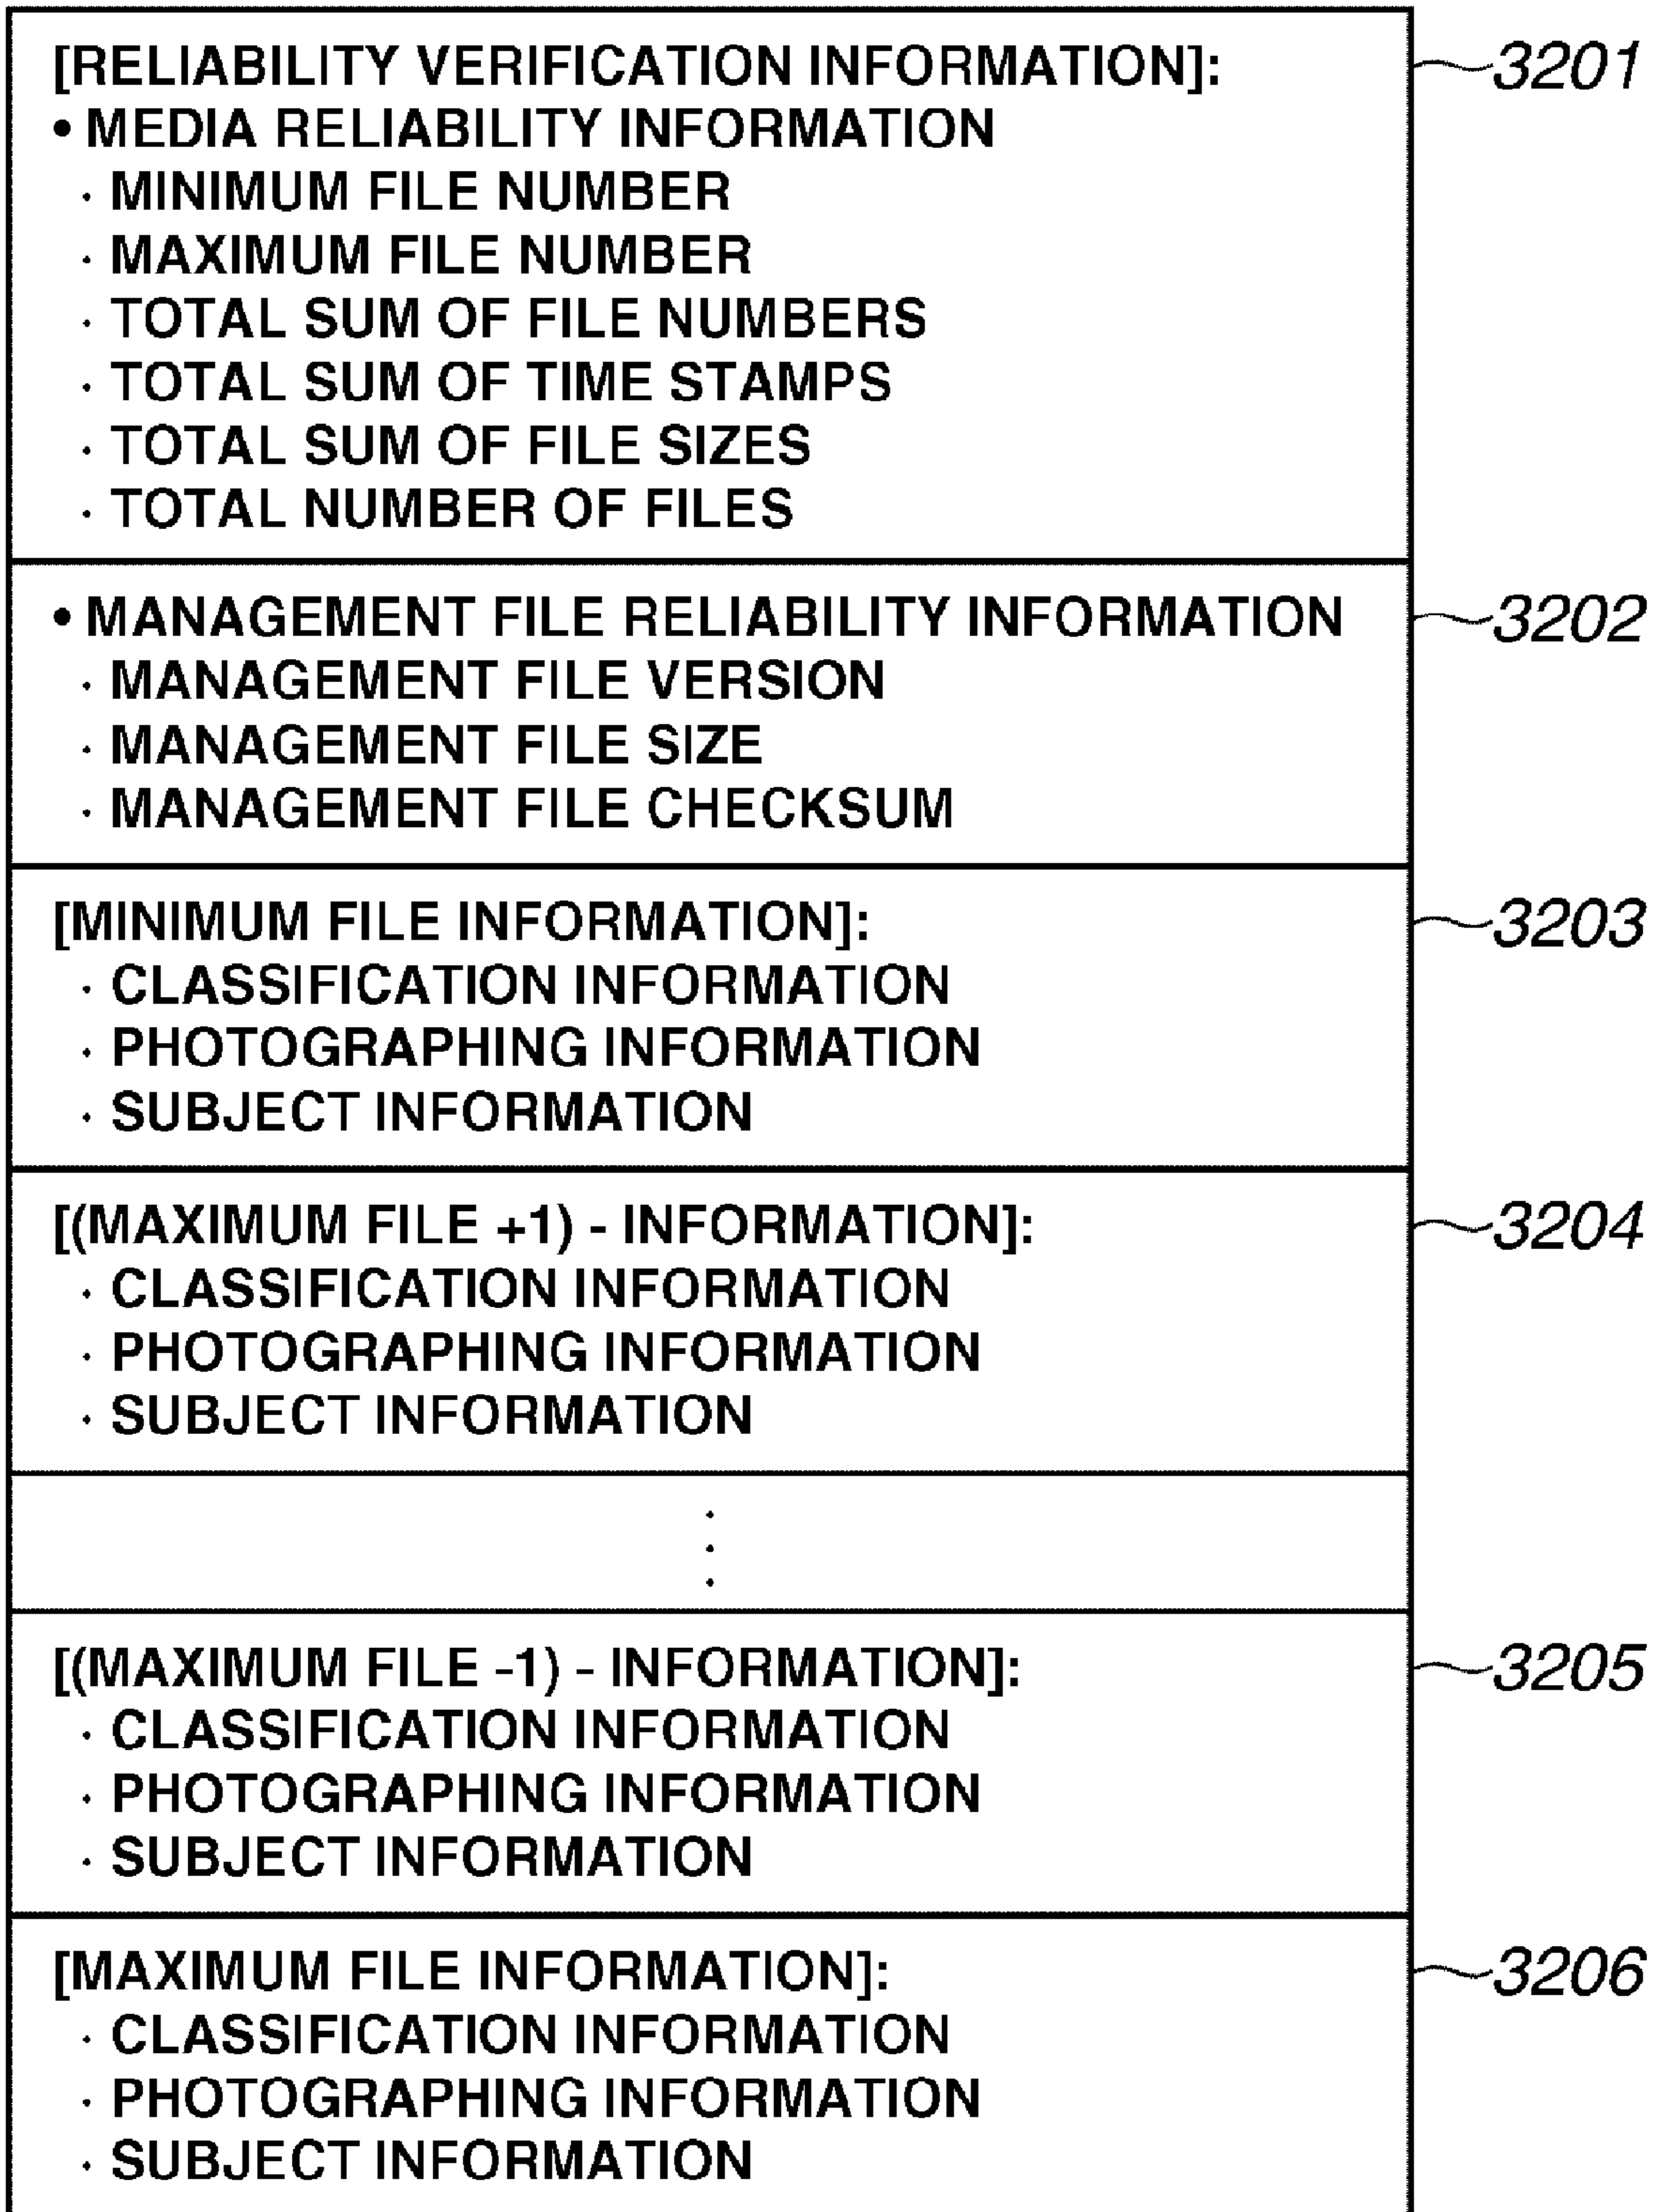 [RELIABILITY VERIFICATION INFORMATION]: 3201
• MEDIA RELIABILITY INFORMATION
· MINIMUM FILE NUMBER
· MAXIMUM FILE NUMBER
· TOTAL SUM OF FILE NUMBERS
· TOTAL SUM OF TIME STAMPS
· TOTAL SUM OF FILE SIZES
· TOTAL NUMBER OF FILES
• MANAGEMENT FILE RELIABILITY INFORMATION 3202
· MANAGEMENT FILE VERSION
· MANAGEMENT FILE SIZE
· MANAGEMENT FILE CHECKSUM
[MINIMUM FILE INFORMATION]: 3203
· CLASSIFICATION INFORMATION
· PHOTOGRAPHING INFORMATION
· SUBJECT INFORMATION
[(MAXIMUM FILE +1) - INFORMATION]: 3204
· CLASSIFICATION INFORMATION
· PHOTOGRAPHING INFORMATION
· SUBJECT INFORMATION
[(MAXIMUM FILE -1) - INFORMATION]: 3205
· CLASSIFICATION INFORMATION
· PHOTOGRAPHING INFORMATION
· SUBJECT INFORMATION
[MAXIMUM FILE INFORMATION]: 3206
· CLASSIFICATION INFORMATION
· PHOTOGRAPHING INFORMATION
· SUBJECT INFORMATION